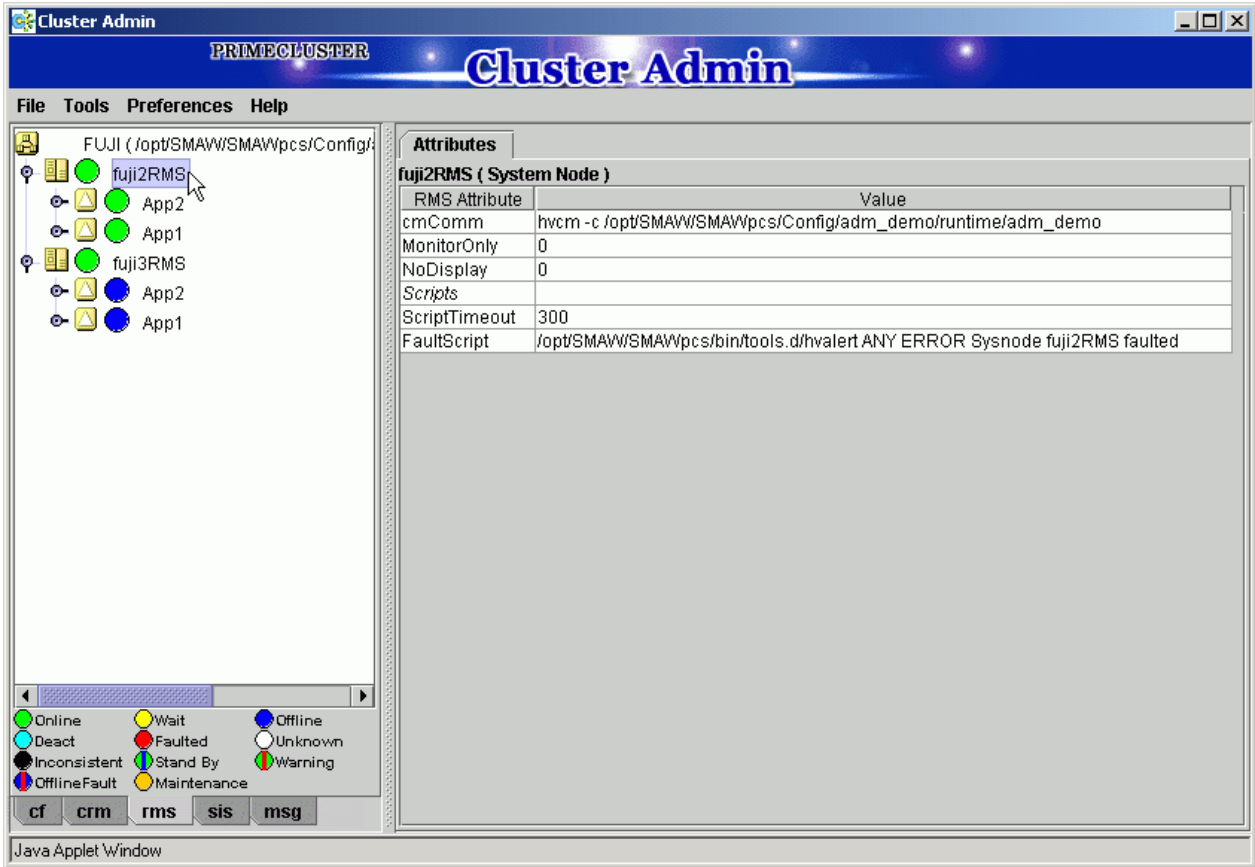 Cluster Admin
PRIMECLUSTER
Cluster Admin
File Tools Preferences Help
FUJI ( /opt/SMAW/SMAWpcs/Config/
fuji2RMS
App2
App1
fuji3RMS
App2
App1
Online Wait Offline
Deact Faulted Unknown
Inconsistent Stand By Warning
OfflineFault Maintenance
cf crm rms sis msg
Attributes
fuji2RMS ( System Node )
RMS Attribute Value
cmComm hvcm -c /opt/SMAW/SMAWpcs/Config/adm_demo/runtime/adm_demo
MonitorOnly 0
NoDisplay 0
Scripts
ScriptTimeout 300
FaultScript /opt/SMAW/SMAWpcs/bin/tools.d/hvalert ANY ERROR Sysnode fuji2RMS faulted
Java Applet Window